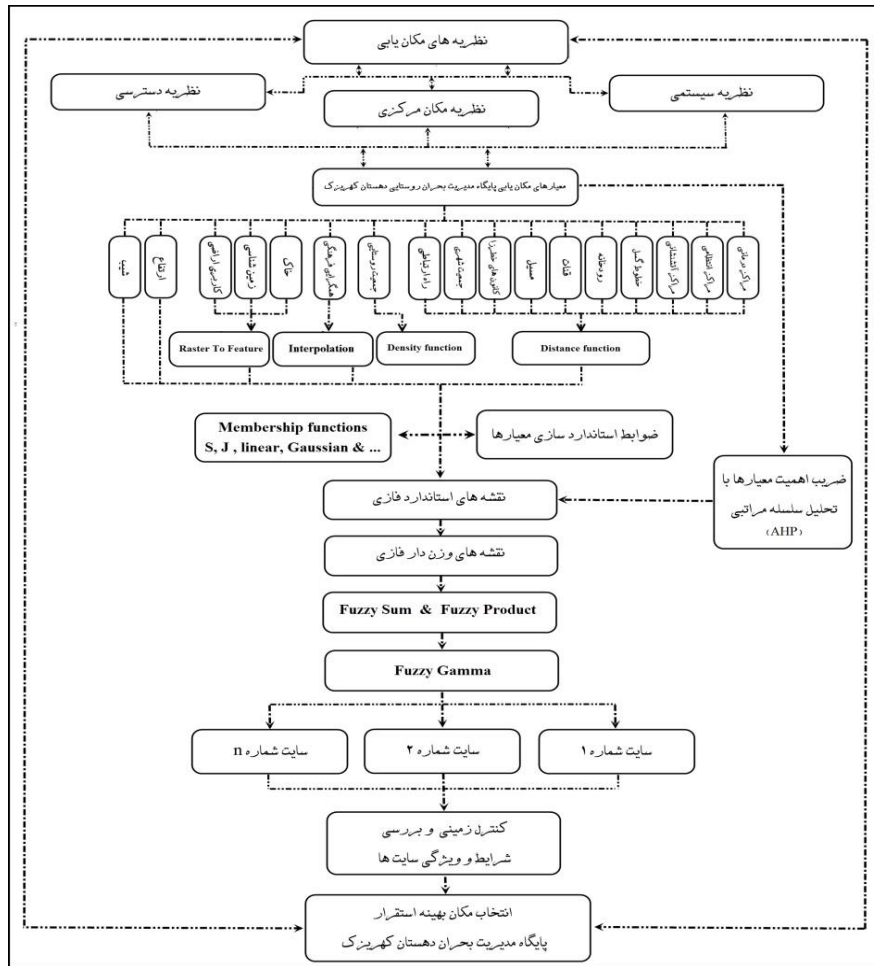 نظریه های مکان یابی
نظریه سیستمی
نظریه مکان مرکزی
نظریه دسترسی
معیارهای مکان یابی پایگاه مدیریت بحران روستایی دهستان کهریزک
مراکز درمانی
مراکز انتظامی
مراکز آتشنشانی
خطوط گسل
رودخانه
قنات
مسیل
کانون های خطرزا
جمعیت شهری
راه ارتباطی
جمعیت روستایی
همگرایی فرهنگی
خاک
زمین شناسی
کاربری اراضی
ارتفاع
شیب
Raster To Feature
Interpolation
Density function
Distance function
Membership functions
S, J , linear, Gaussian & ...
ضوابط استاندارد سازی معیارها
ضریب اهمیت معیارها با
تحلیل سلسله مراتبی
(AHP)
نقشه های استاندارد فازی
نقشه های وزن دار فازی
Fuzzy Sum & Fuzzy Product
Fuzzy Gamma
سایت شماره ۱
سایت شماره ۲
سایت شماره n
کنترل زمینی و بررسی
شرایط و ویژگی سایت ها
انتخاب مکان بهینه استقرار
پایگاه مدیریت بحران دهستان کهریزک